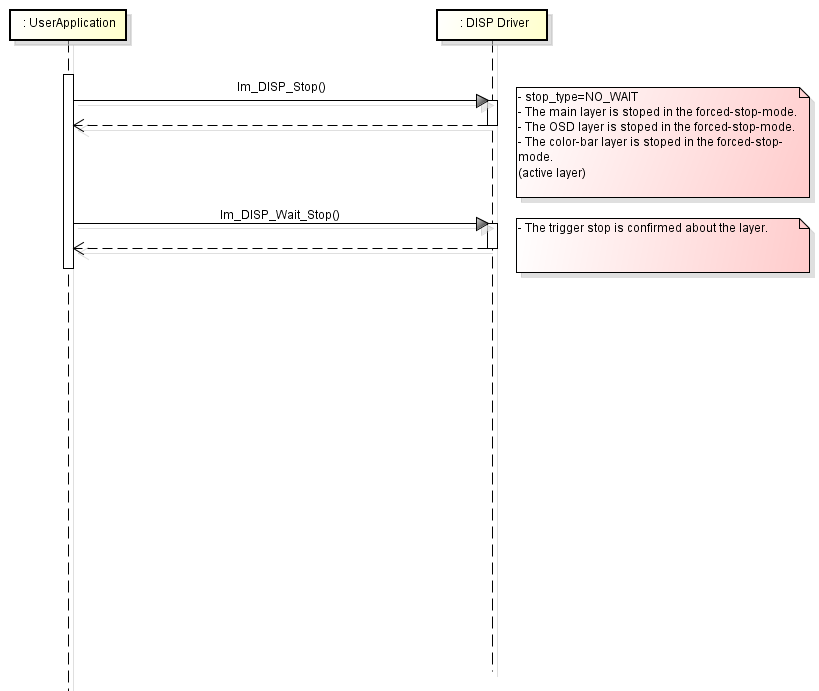 : UserApplication
: DISP Driver
Im_DISP_Stop()
- stop_type=NO_WAIT
- The main layer is stoped in the forced-stop-mode.
- The OSD layer is stoped in the forced-stop-mode.
- The color-bar layer is stoped in the forced-stop-
mode.
(active layer)
Im_DISP_Wait_Stop()
- The trigger stop is confirmed about the layer.